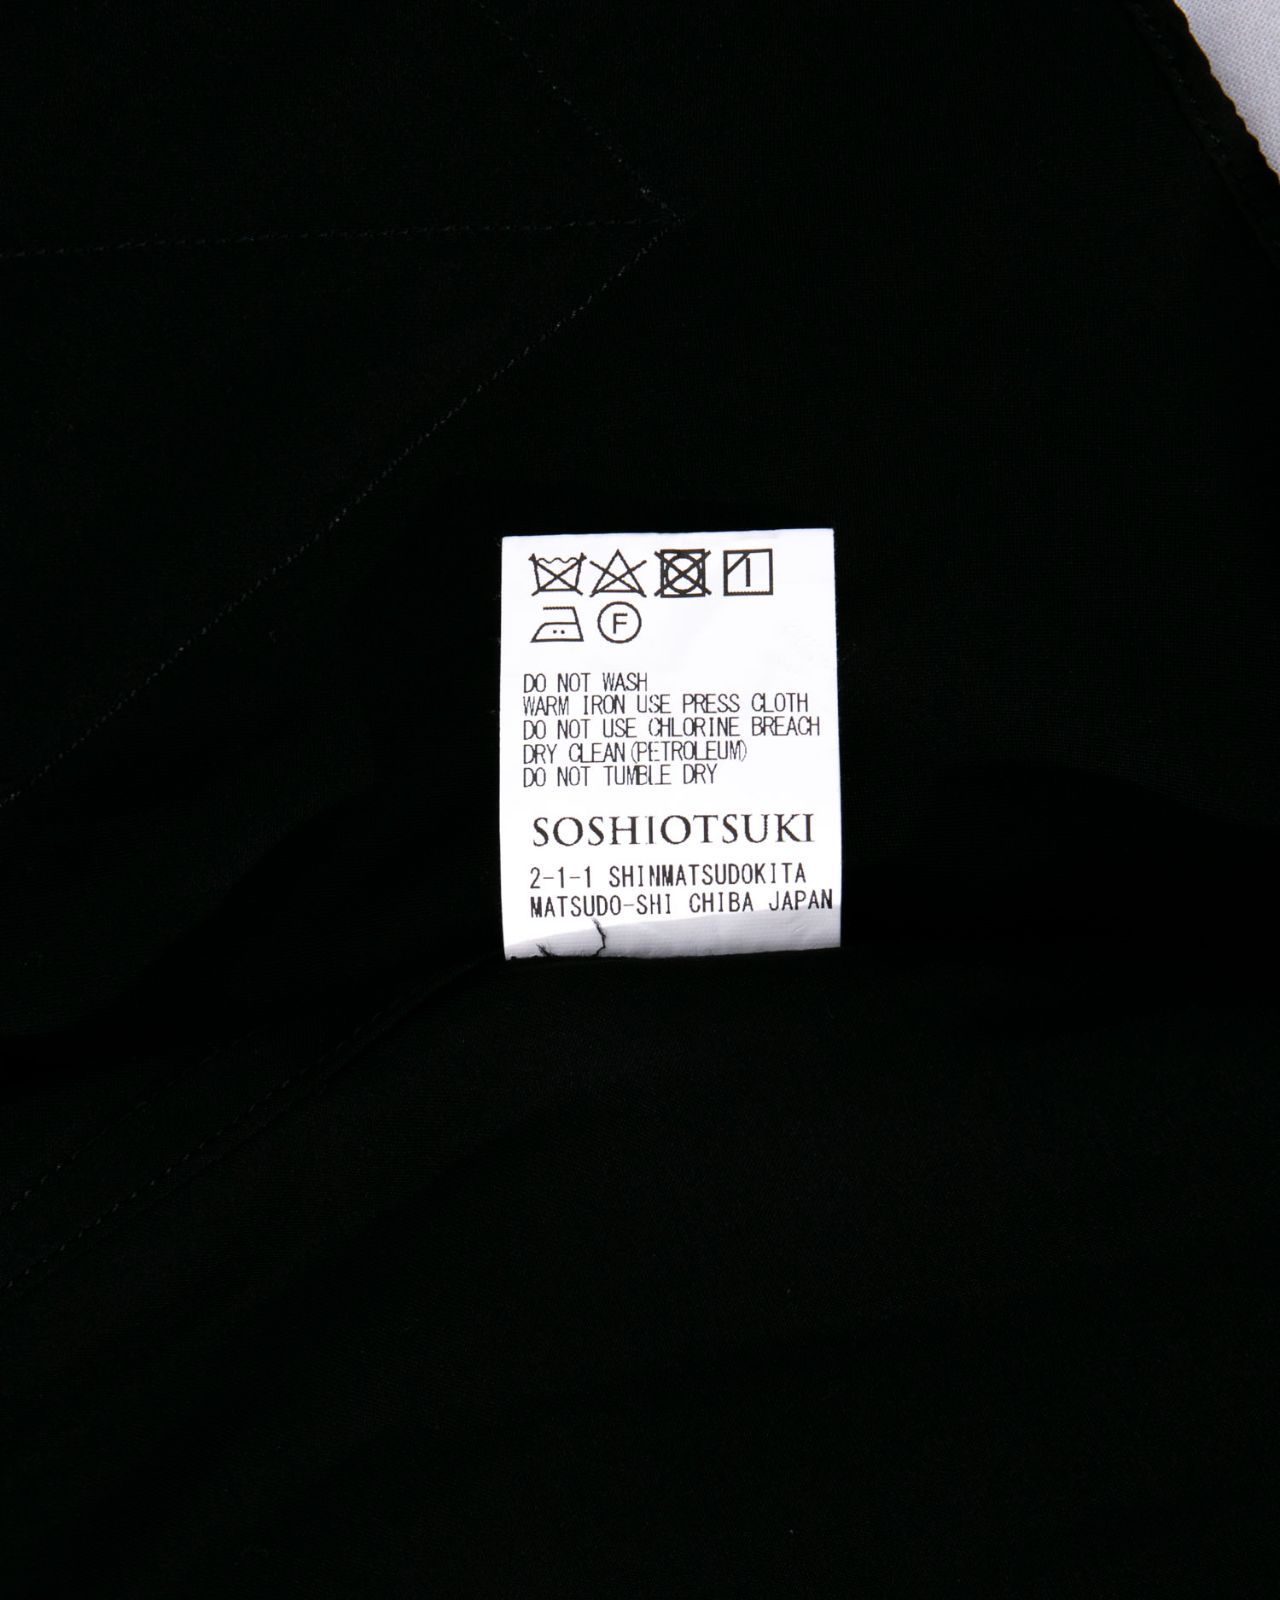 F
DO NOT WASH
WARM IRON USE PRESS CLOTH
DO NOT USE CHLORINE BREACH
DRY CLEAN(PETROLEUM)
DO NOT TUMBLE DRY
SOSHIOTSUKI
2-1-1 SHINMATSUDOKITA
MATSUDO-SHI CHIBA JAPAN